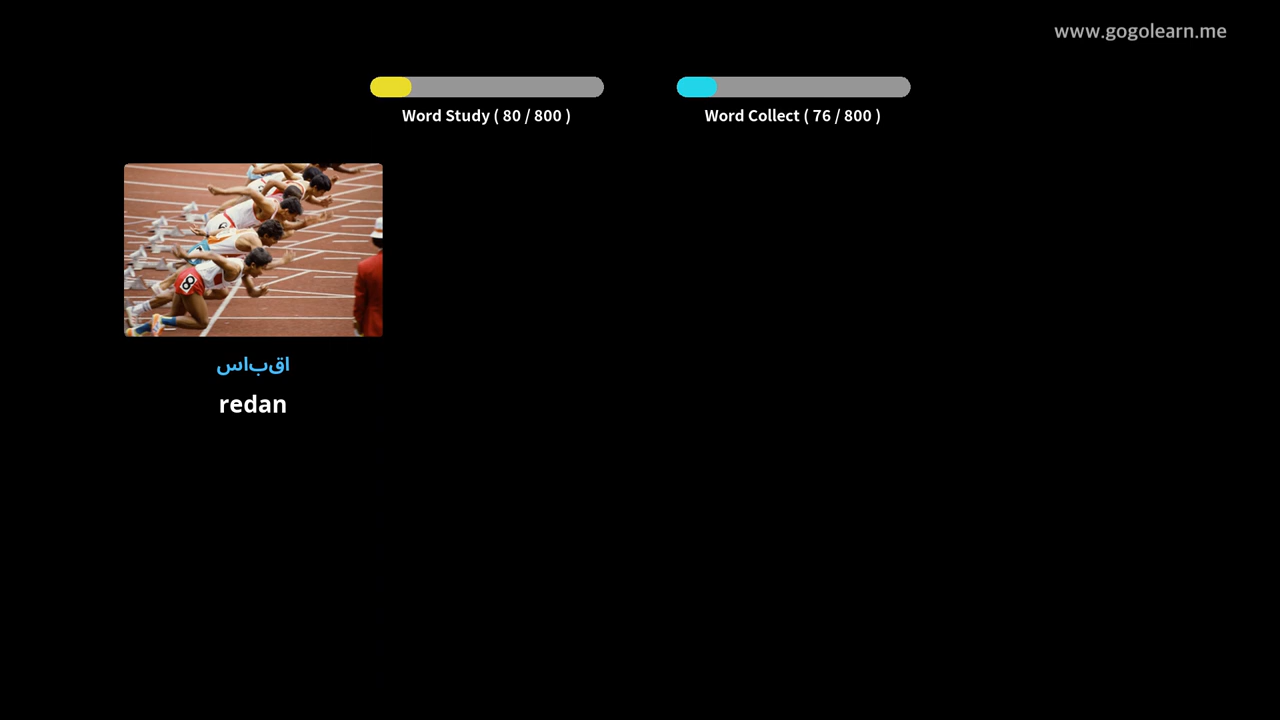 www.gogolearn.me
Word Study ( 80 / 800 )
Word Collect ( 76 / 800 )
اقباس
redan